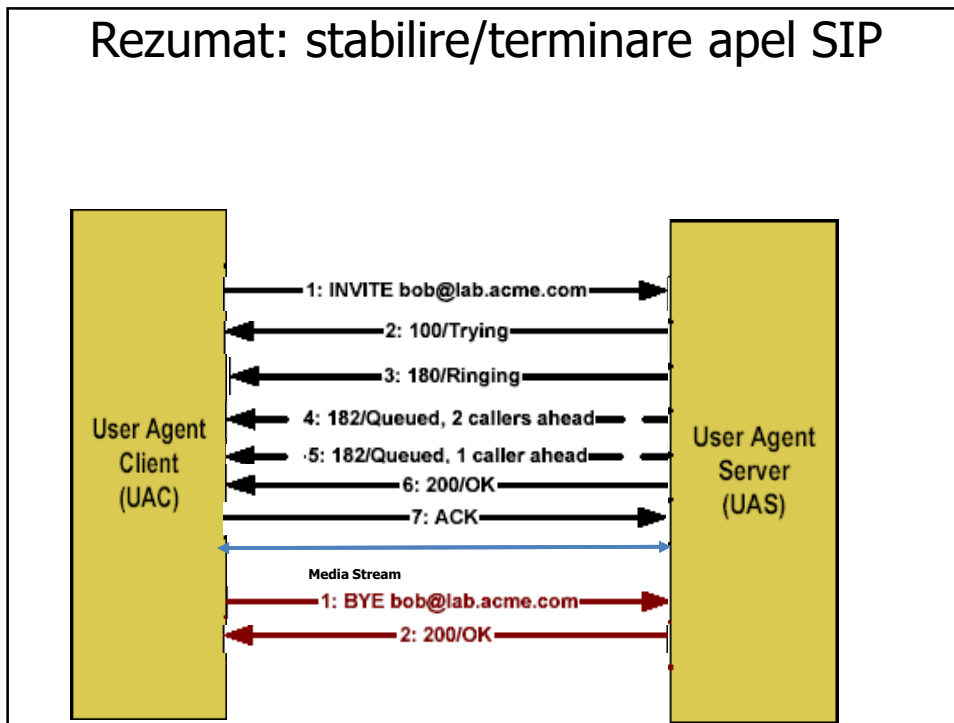 Rezumat: stabilire/terminare apel SIP
1: INVITE bob@lab.acme.com
2: 100/Trying
3: 180/Ringing
4: 182/Queued, 2 callers ahead
5: 182/Queued, 1 caller ahead
6: 200/OK
7: ACK
Media Stream
1: BYE bob@lab.acme.com
2: 200/OK
User Agent
Client
(UAC)
User Agent
Server
(UAS)